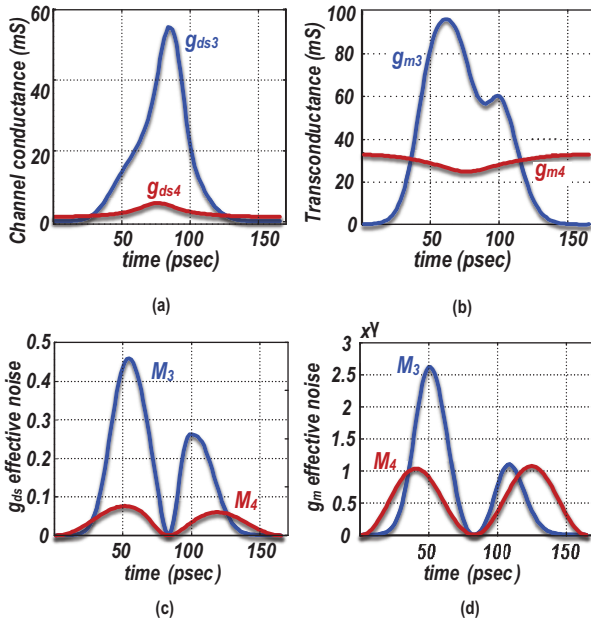 60
40
20
0
50
100
150
Channel conductance (mS)
time (psec)
gds3
gds4
(a)
100
80
60
40
20
0
50
100
150
Transconductance (mS)
time (psec)
gm3
gm4
(b)
0.5
0.4
0.3
0.2
0.1
0
50
100
150
gds effective noise
time (psec)
M3
M4
(c)
xγ
3
2.5
2
1.5
1
0.5
0
50
100
150
gm effective noise
time (psec)
M3
M4
(d)